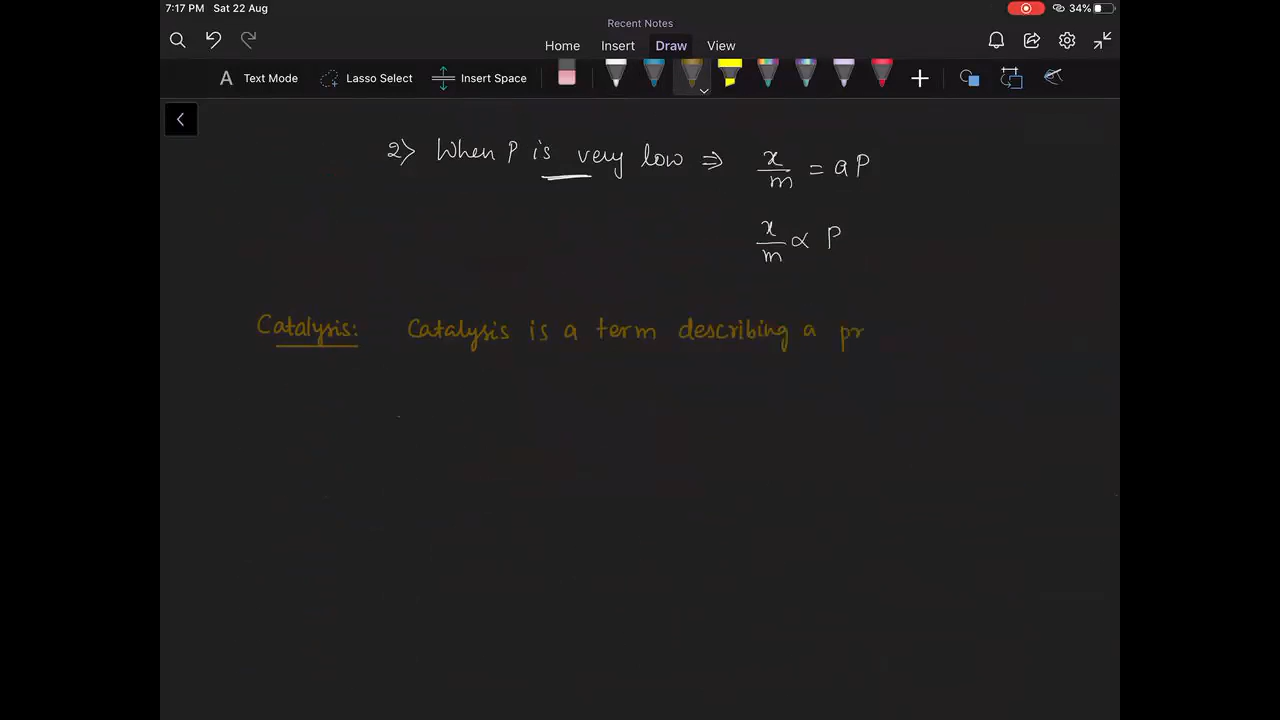 7:17 PM Sat 22 Aug
34%
Recent Notes
Home Insert Draw View
A Text Mode Lasso Select Insert Space
2) When P is very low ⇒ x/m = aP
x/m ∝ P
Catalysis: Catalysis is a term describing a pr